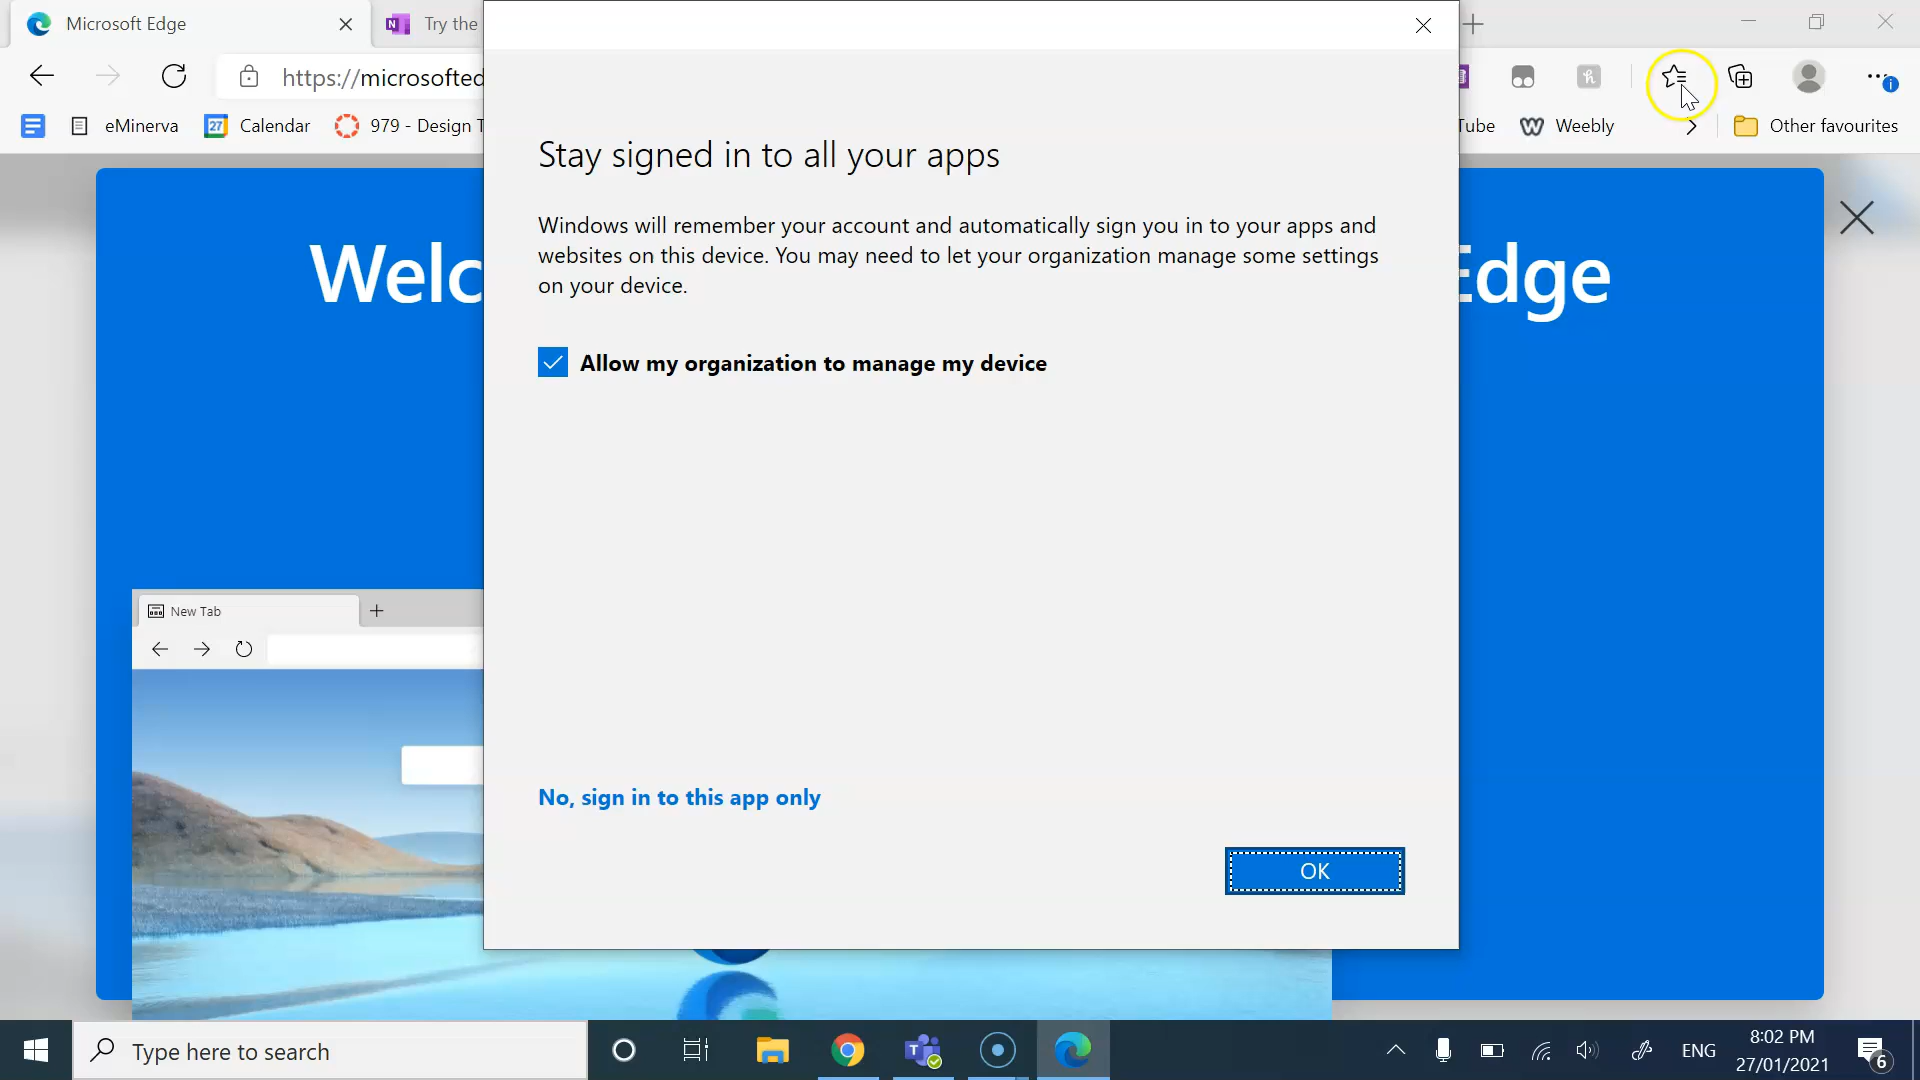 Microsoft Edge
Try the
https://microsofted
eMinerva
27
Calendar
979 - Design T
Tube
Weebly
Other favourites
Stay signed in to all your apps
Windows will remember your account and automatically sign you in to your apps and
websites on this device. You may need to let your organization manage some settings
on your device.
Allow my organization to manage my device
No, sign in to this app only
OK
Welc
Edge
New Tab
Type here to search
ENG
8:02 PM
27/01/2021
6